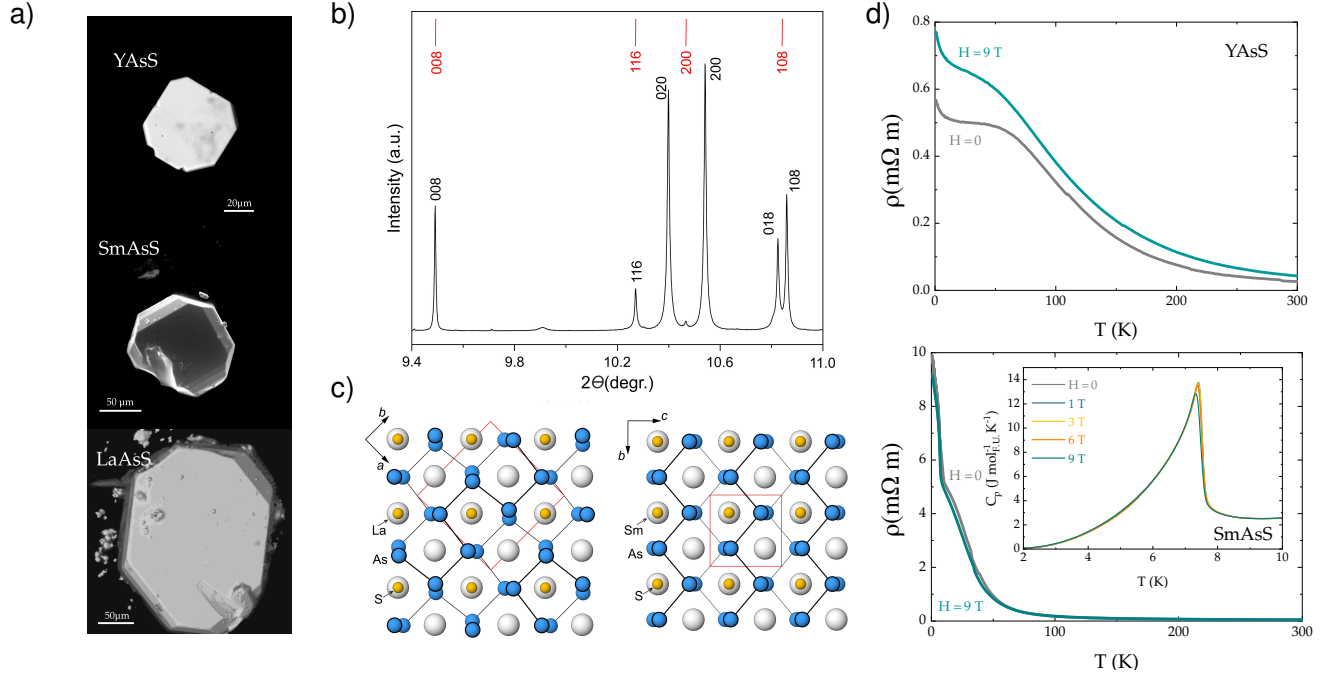 a)
YAsS
20μm
SmAsS
50 μm
LaAsS
50μm
b)
Intensity (a.u.)
008
116
200
108
008
116
020
200
018
108
9.4 9.8 10.2 10.6 11.0
2Θ(degr.)
c)
b
a
La
As
S
c
b
Sm
As
S
d)
YAsS
H = 9 T
H = 0
ρ(mΩ m)
0.8
0.6
0.4
0.2
0.0
0 100 200 300
T (K)
ρ(mΩ m)
10
8
6
4
2
0
H = 0
H = 9 T
0 100 200 300
T (K)
C_p (J mol⁻¹_F.U. K⁻¹)
14
12
10
8
6
4
2
0
H = 0
1 T
3 T
6 T
9 T
SmAsS
2 4 6 8 10
T (K)